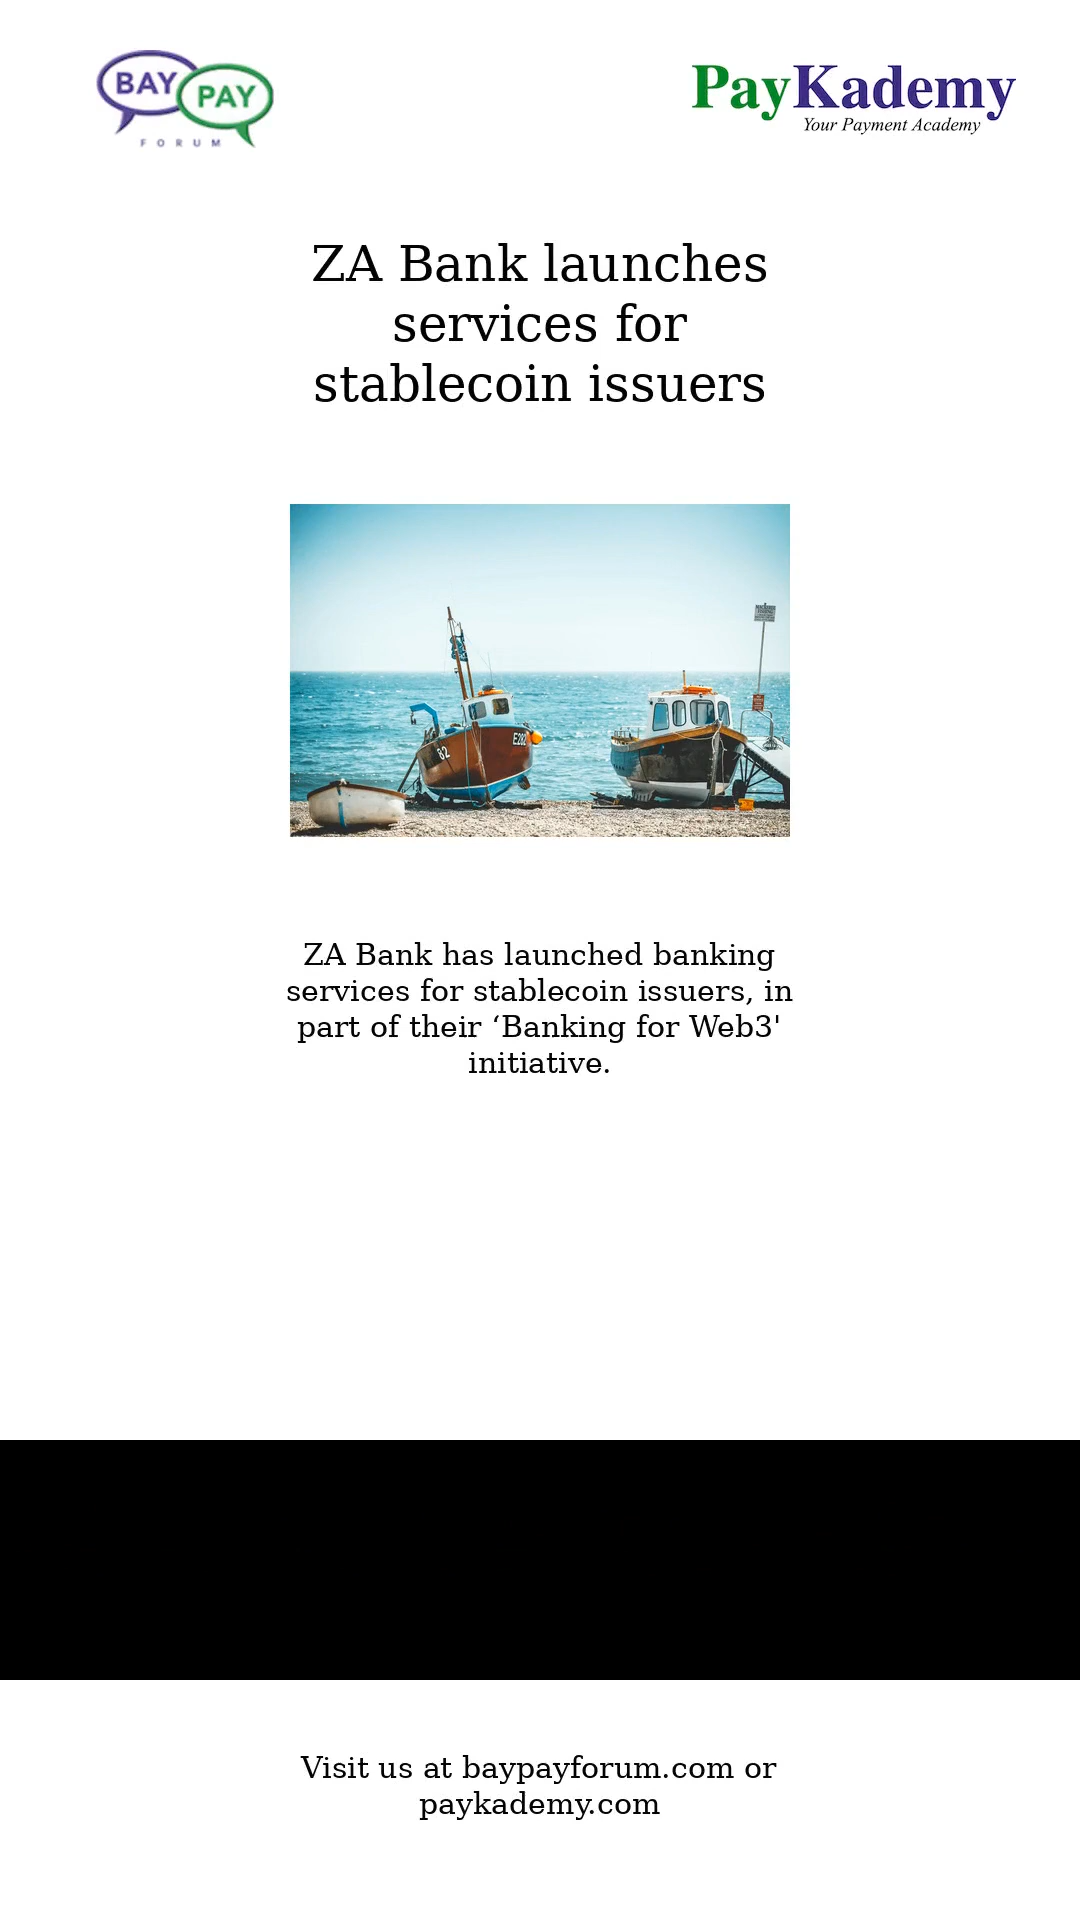 BAY PAY
FORUM
PayKademy
Your Payment Academy
ZA Bank launches
services for
stablecoin issuers
E282
ZA Bank has launched banking
services for stablecoin issuers, in
part of their ‘Banking for Web3'
initiative.
Visit us at baypayforum.com or
paykademy.com